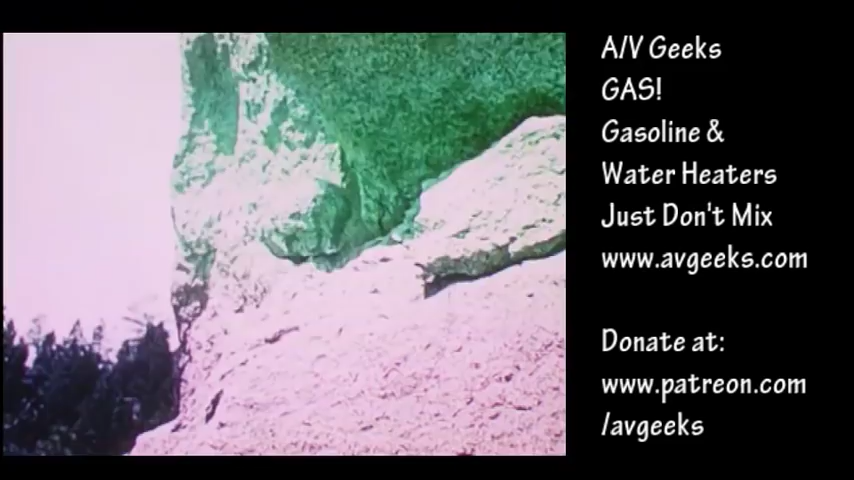 A/V Geeks
GAS!
Gasoline &
Water Heaters
Just Don't Mix
www.avgeeks.com
Donate at:
www.patreon.com
/avgeeks